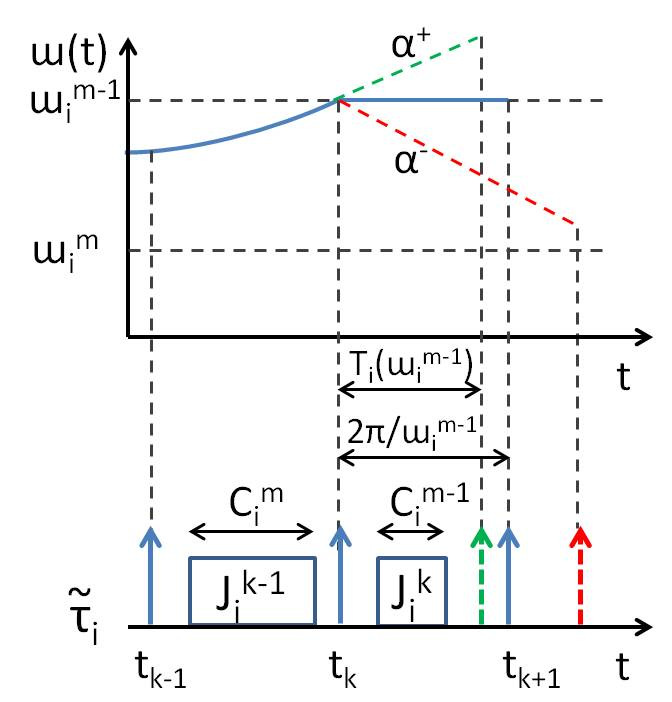 α⁺
ω(t)
ωᵢᵐ⁻¹
α⁻
ωᵢᵐ
Tᵢ(ωᵢᵐ⁻¹)
t
2π/ωᵢᵐ⁻¹
Cᵢᵐ
Cᵢᵐ⁻¹
Jᵢᵏ⁻¹
Jᵢᵏ
τ̃ᵢ
tₖ₋₁
tₖ
tₖ₊₁
t